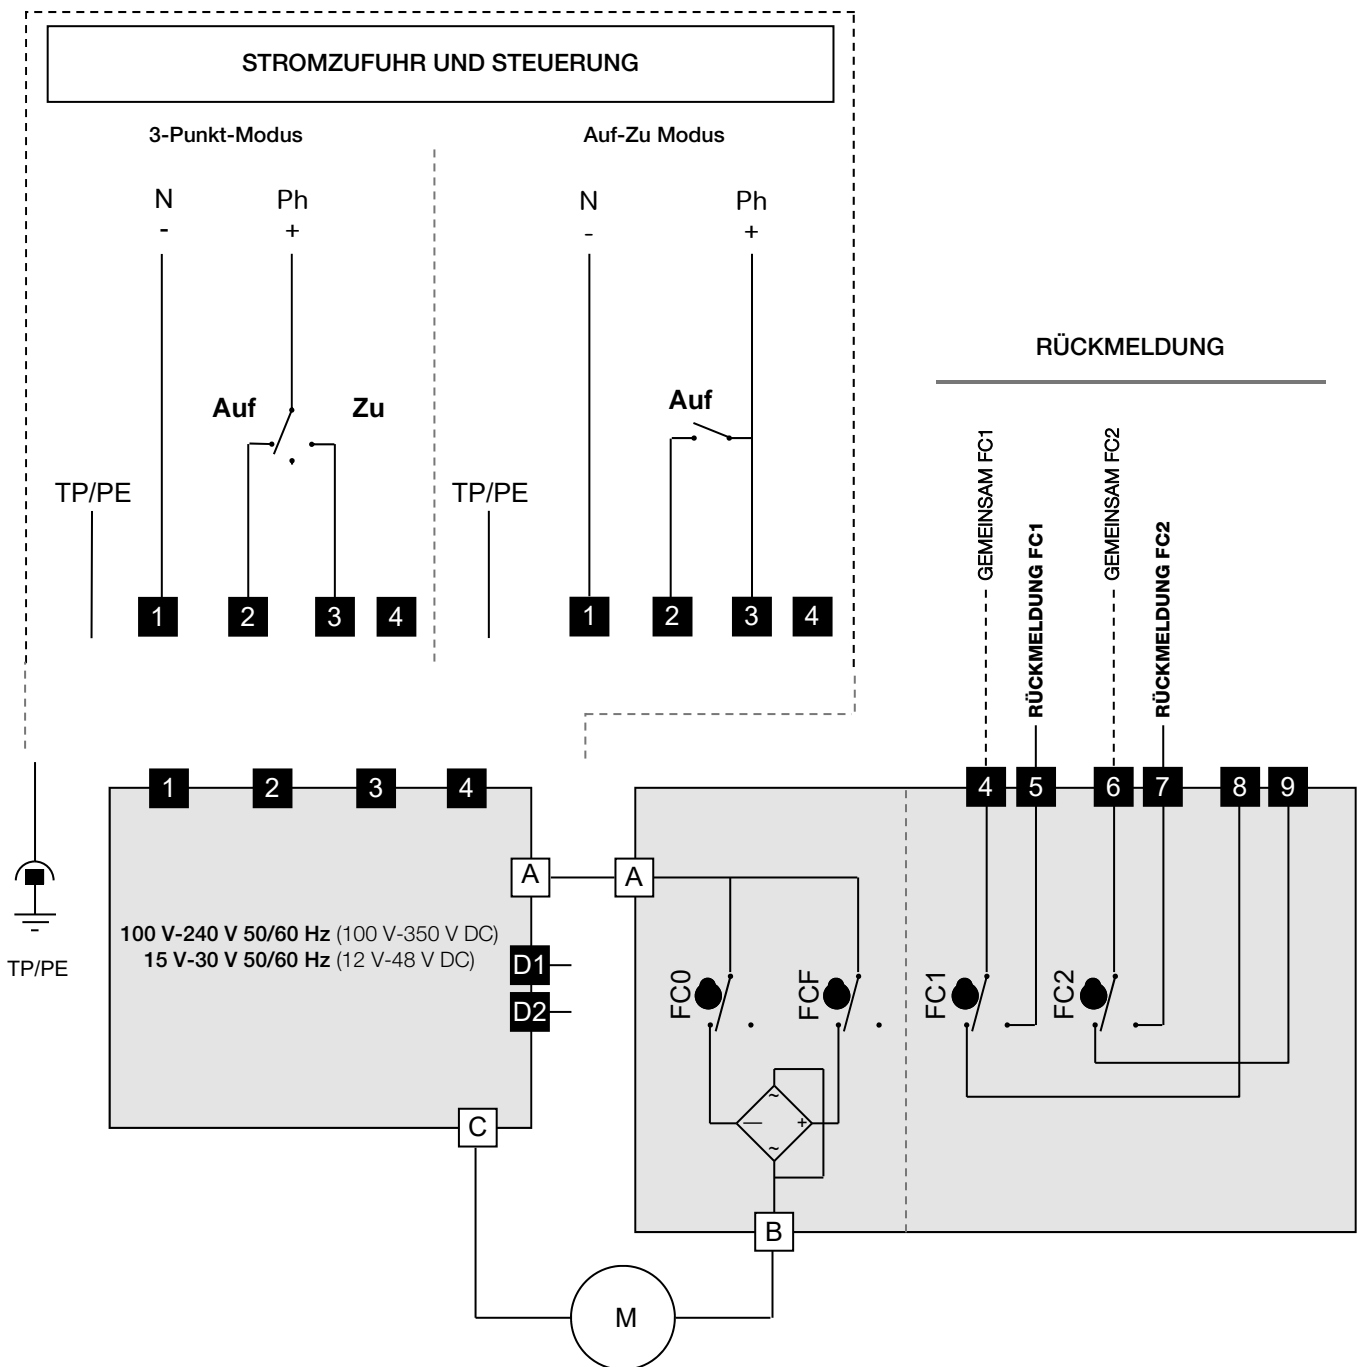 STROMZUFUHR UND STEUERUNG
3-Punkt-Modus
Auf-Zu Modus
N
Ph
N
Ph
-
+
-
+
RÜCKMELDUNG
Auf
Zu
Auf
TP/PE
TP/PE
GEMEINSAM FC1
RÜCKMELDUNG FC1
GEMEINSAM FC2
RÜCKMELDUNG FC2
1
2
3
4
1
2
3
4
1
2
3
4
4
5
6
7
8
9
A
A
100 V-240 V 50/60 Hz (100 V-350 V DC)
15 V-30 V 50/60 Hz (12 V-48 V DC)
TP/PE
D1
D2
FC0
FCF
FC1
FC2
~
—
+
~
C
B
M